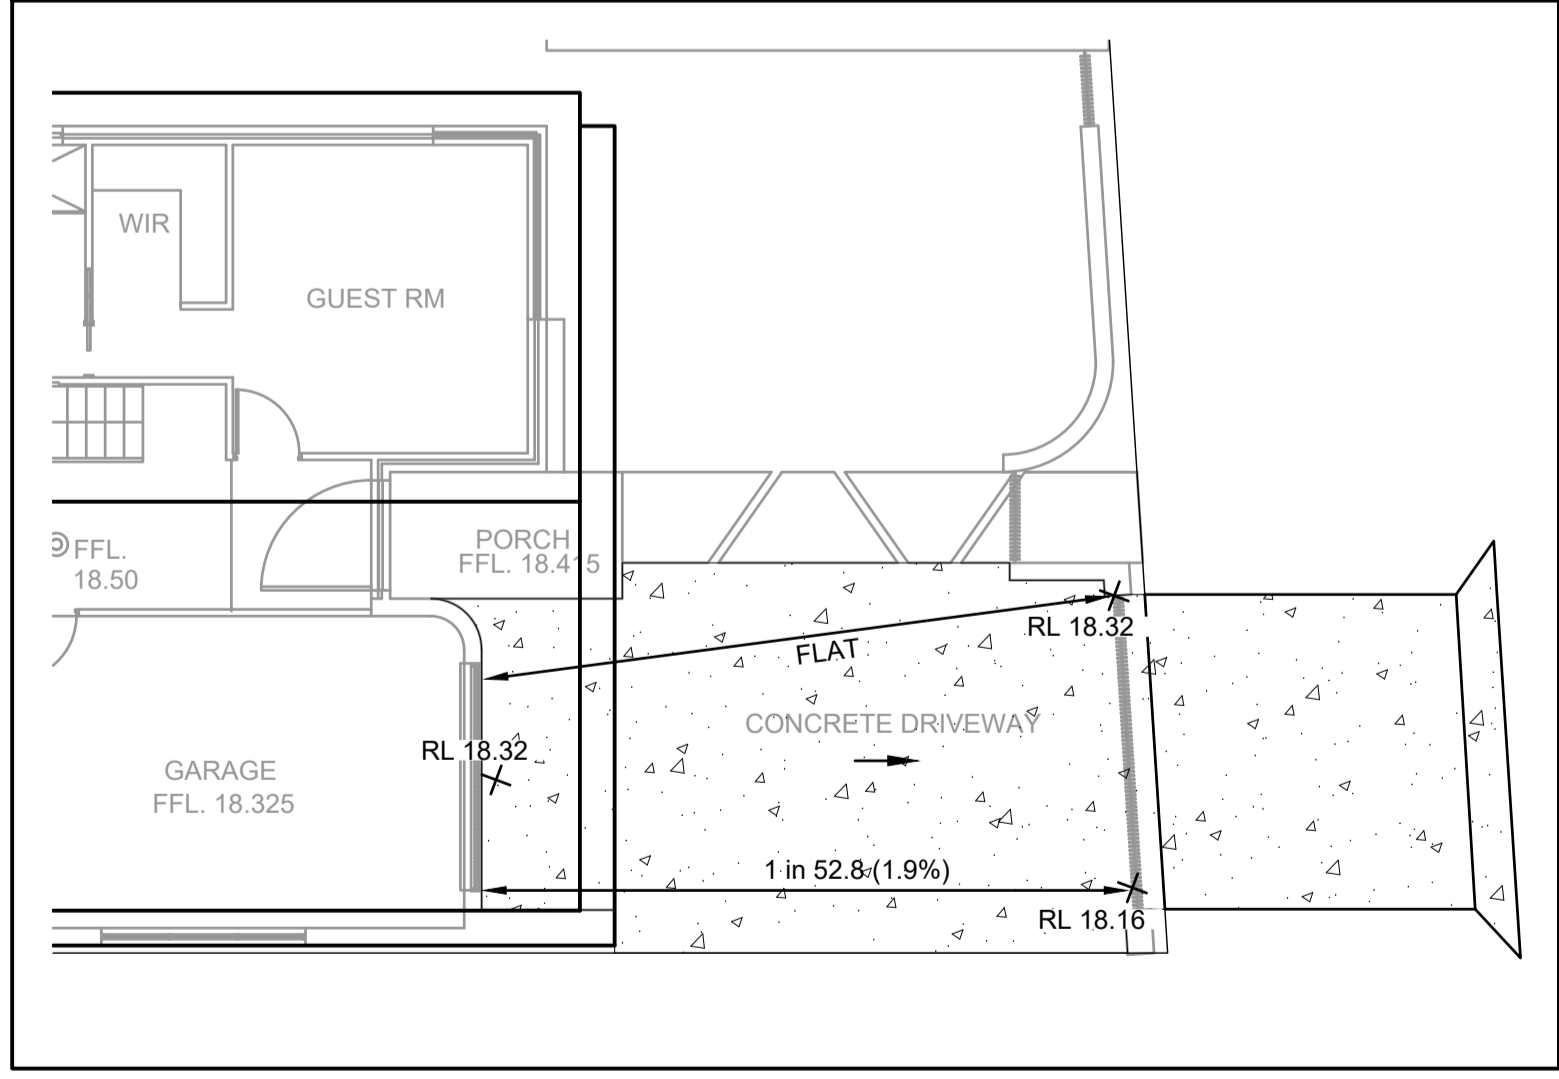 WIR
GUEST RM
FFL.
18.50
PORCH
FFL. 18.415
RL 18.32
FLAT
CONCRETE DRIVEWAY
RL 18.32
GARAGE
FFL. 18.325
1 in 52.8 (1.9%)
RL 18.16